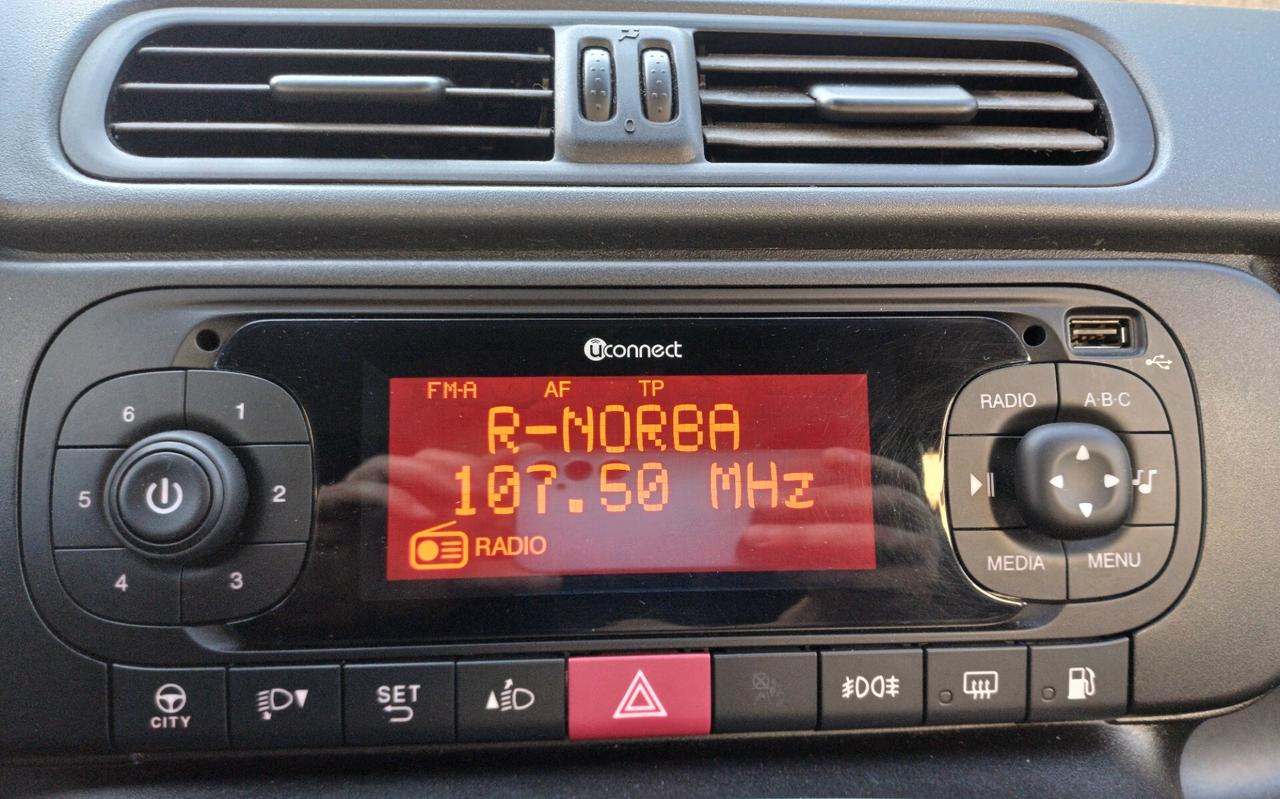 0
uconnect
FM-A AF TP
R-NORBA
107.50 MHz
RADIO
6 1
5 2
4 3
RADIO A·B·C
MEDIA MENU
CITY
SET